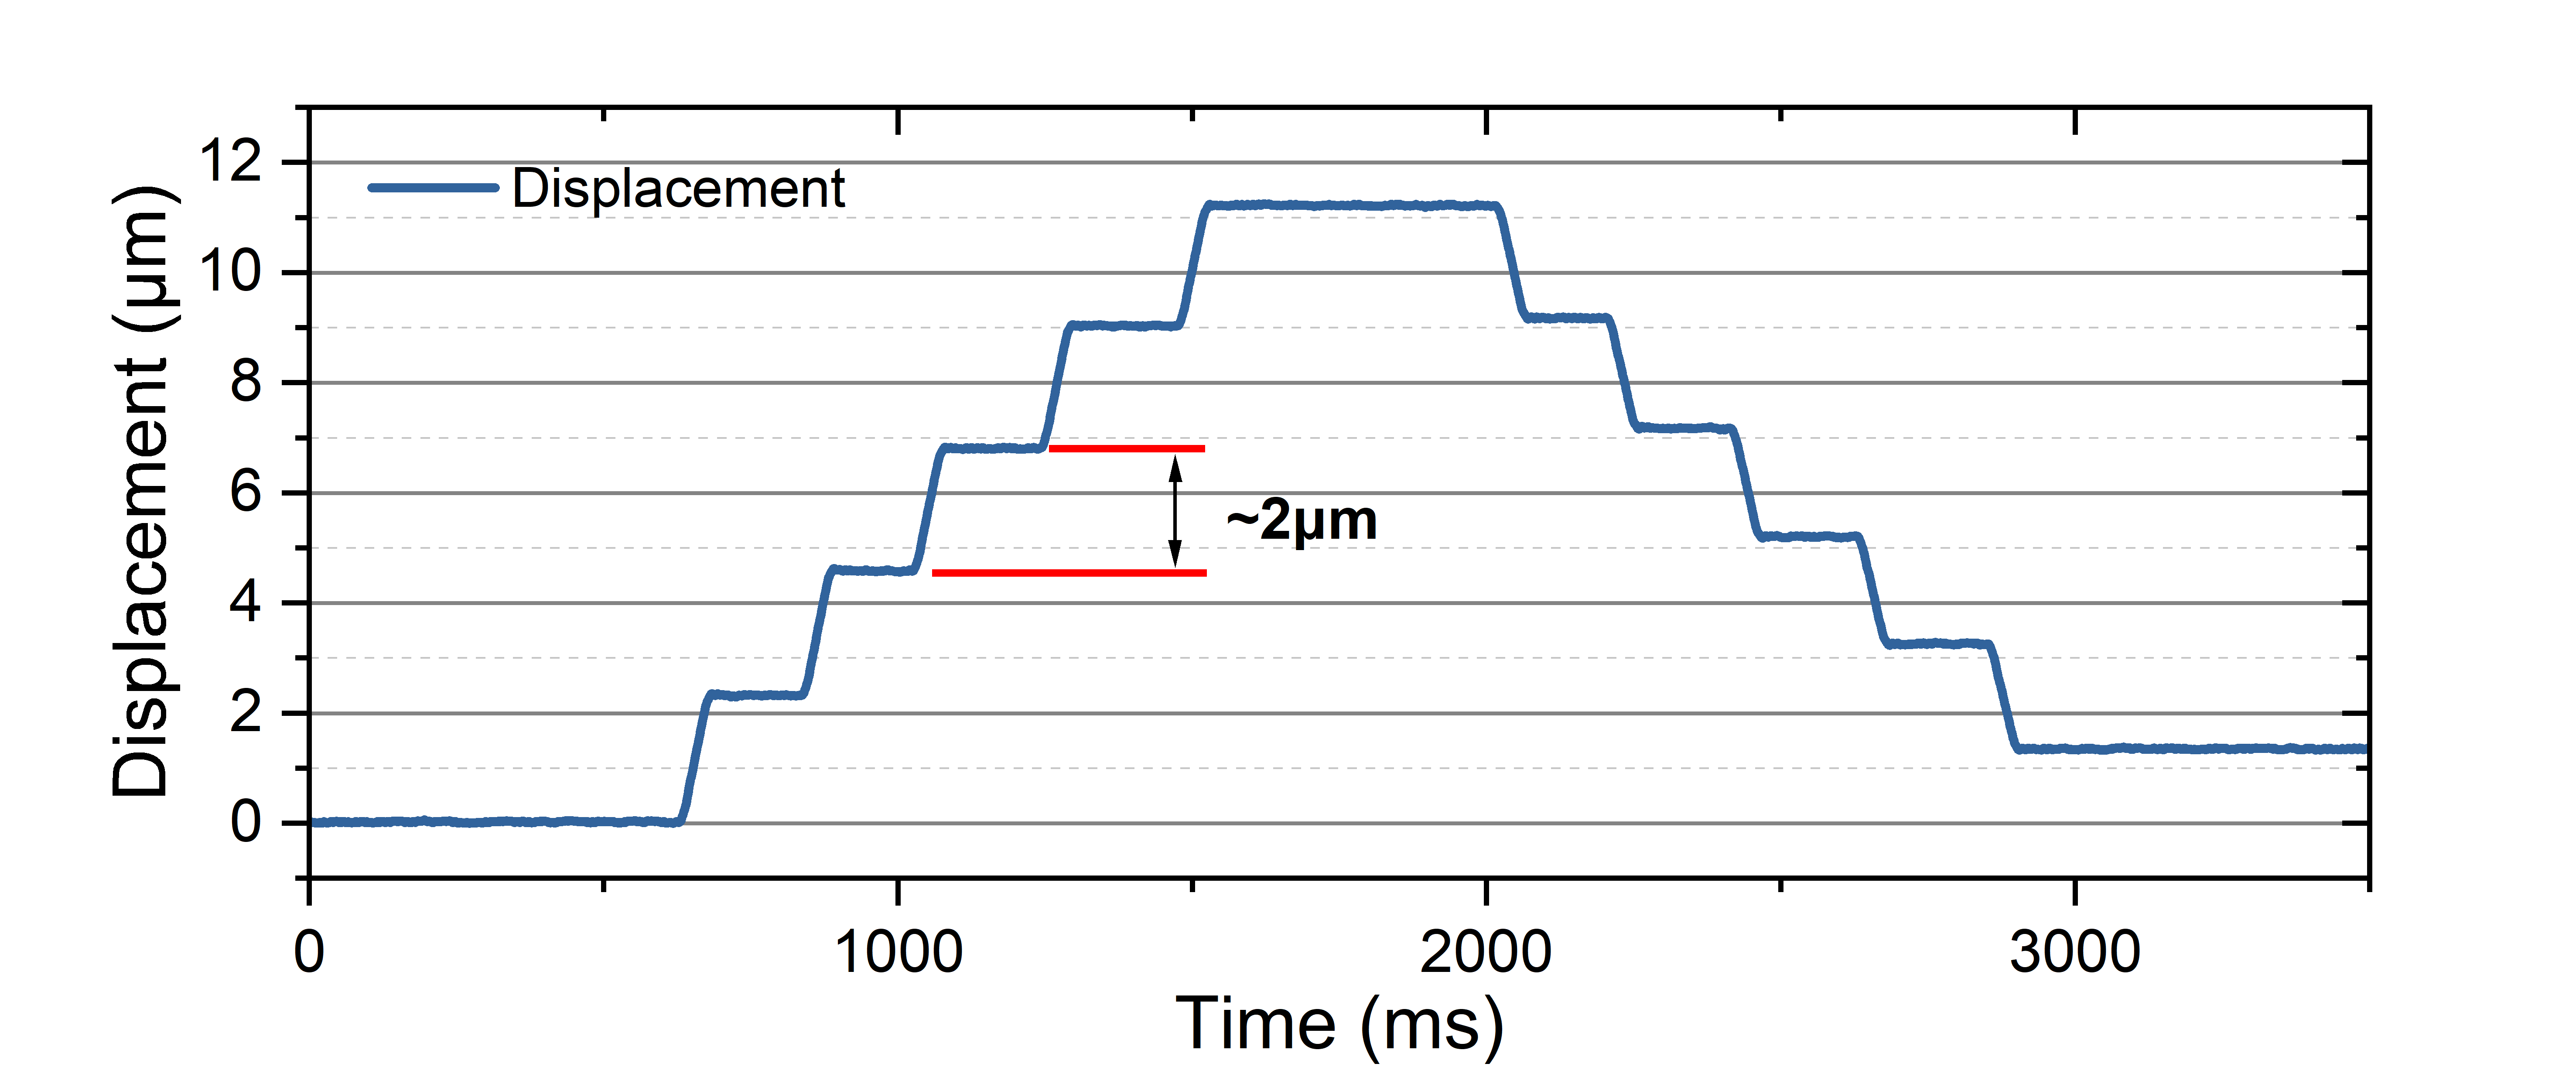 Displacement
12
10
8
6
4
2
0
Displacement (μm)
~2μm
0 1000 2000 3000
Time (ms)